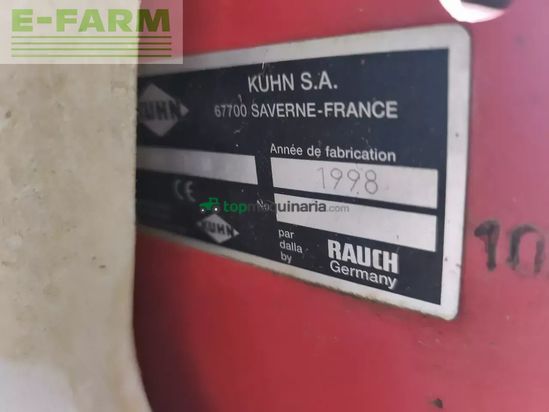 E-FARM
KUHN S.A.
67700 SAVERNE-FRANCE
KUHN
Année de fabrication
1998
CE
topmaquinaria.com
No
KUHN
par
dalla
by
RAUCH
Germany
10